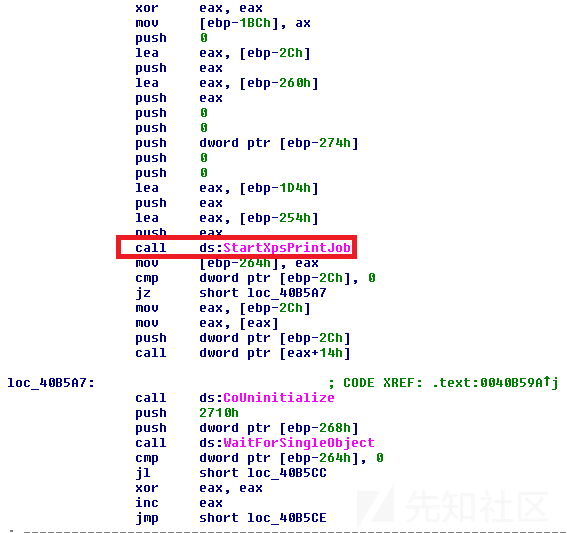 xor eax, eax
mov [ebp-1BCh], ax
push 0
lea eax, [ebp-2Ch]
push eax
lea eax, [ebp-260h]
push eax
push 0
push 0
push dword ptr [ebp-274h]
push 0
push 0
lea eax, [ebp-1D4h]
push eax
lea eax, [ebp-254h]
push eax
call ds:StartXpsPrintJob
mov [ebp-264h], eax
cmp dword ptr [ebp-2Ch], 0
jz short loc_40B5A7
mov eax, [ebp-2Ch]
mov eax, [eax]
push dword ptr [ebp-2Ch]
call dword ptr [eax+14h]
loc_40B5A7: ; CODE XREF: .text:0040B59A↑j
call ds:CoUninitialize
push 2710h
push dword ptr [ebp-268h]
call ds:WaitForSingleObject
cmp dword ptr [ebp-264h], 0
jl short loc_40B5CC
xor eax, eax
inc eax
jmp short loc_40B5CE
先知社区